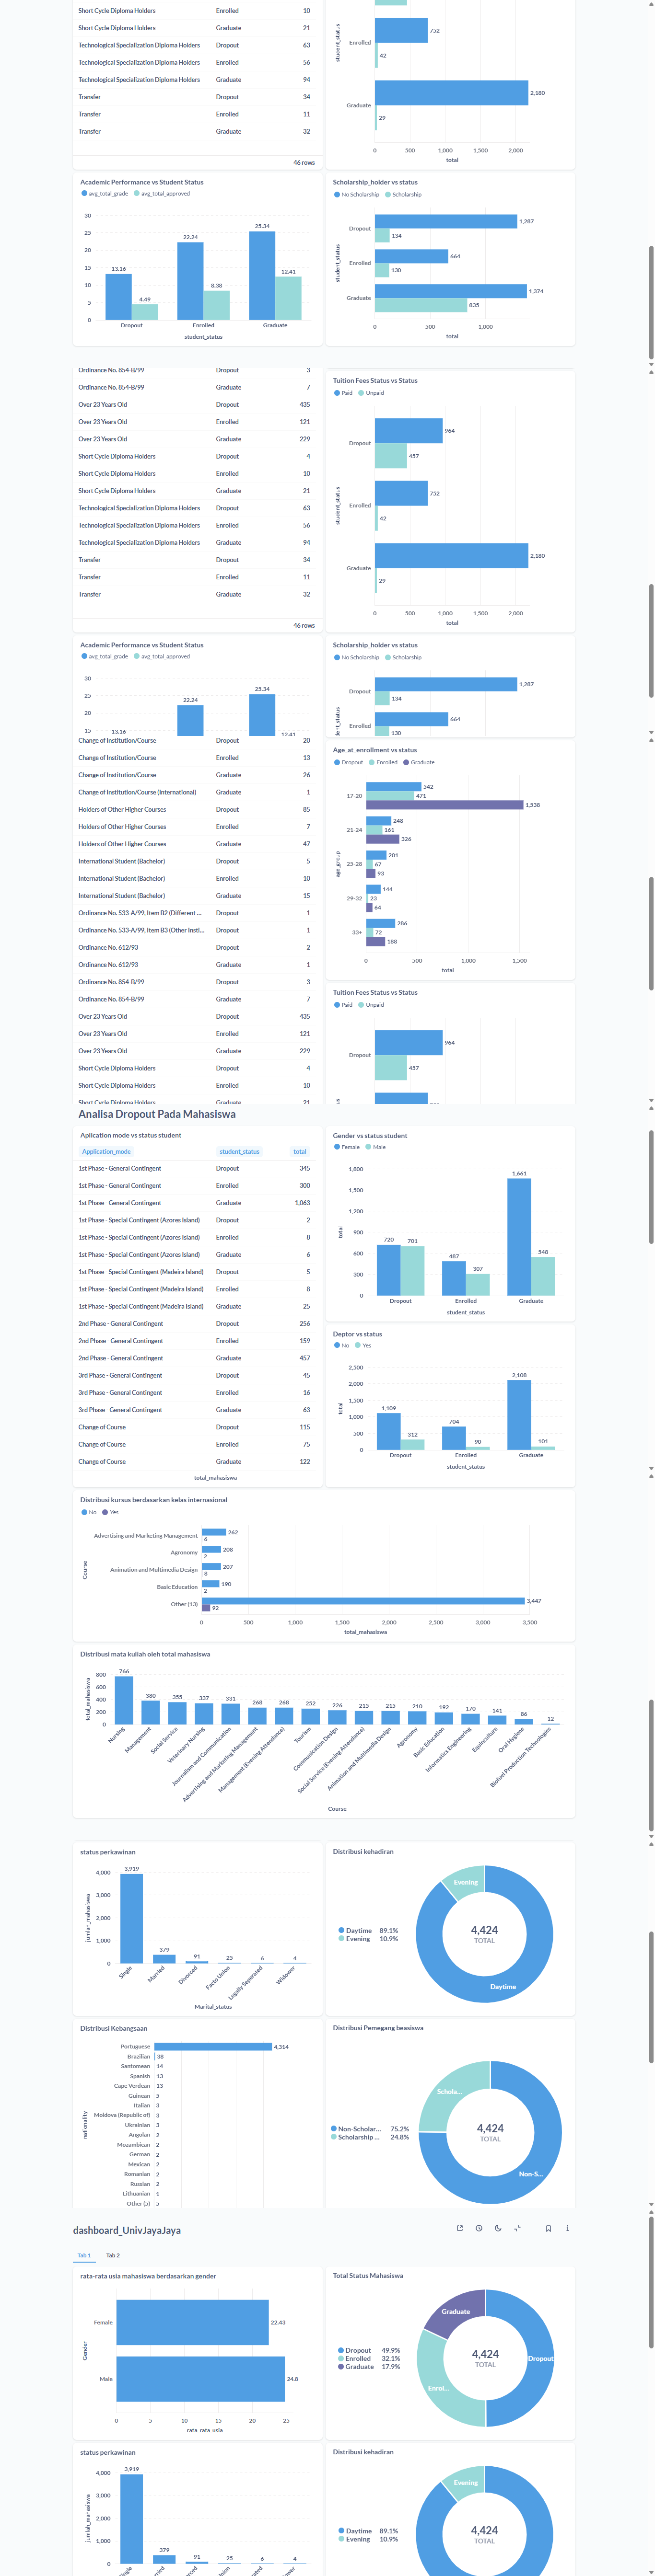 Short Cycle Diploma Holders Enrolled 10
Short Cycle Diploma Holders Graduate 21
Technological Specialization Diploma Holders Dropout 63
Technological Specialization Diploma Holders Enrolled 56
Technological Specialization Diploma Holders Graduate 94
Transfer Dropout 34
Transfer Enrolled 11
Transfer Graduate 32
46 rows
student_status
Enrolled 752 42
Graduate 2,180 29
0 500 1,000 1,500 2,000
total
Academic Performance vs Student Status
avg_total_grade avg_total_approved
30
25
20
15
10
5
0
13.16 4.49 22.24 8.38 25.34 12.41
Dropout Enrolled Graduate
student_status
Scholarship_holder vs status
No Scholarship Scholarship
student_status
Dropout 1,287 134
Enrolled 664 130
Graduate 1,374 835
0 500 1,000
total
Ordinance No. 854-B/99 Dropout 3
Ordinance No. 854-B/99 Graduate 7
Over 23 Years Old Dropout 435
Over 23 Years Old Enrolled 121
Over 23 Years Old Graduate 229
Short Cycle Diploma Holders Dropout 4
Short Cycle Diploma Holders Enrolled 10
Short Cycle Diploma Holders Graduate 21
Technological Specialization Diploma Holders Dropout 63
Technological Specialization Diploma Holders Enrolled 56
Technological Specialization Diploma Holders Graduate 94
Transfer Dropout 34
Transfer Enrolled 11
Transfer Graduate 32
46 rows
Tuition Fees Status vs Status
Paid Unpaid
student_status
Dropout 964 457
Enrolled 752 42
Graduate 2,180 29
0 500 1,000 1,500 2,000
total
Academic Performance vs Student Status
avg_total_grade avg_total_approved
30
25
20
15
13.16 22.24 25.34 12.41
Scholarship_holder vs status
No Scholarship Scholarship
Dropout 1,287 134
Enrolled 664 130
Change of Institution/Course Dropout 20
Change of Institution/Course Enrolled 13
Change of Institution/Course Graduate 26
Change of Institution/Course (International) Graduate 1
Holders of Other Higher Courses Dropout 85
Holders of Other Higher Courses Enrolled 7
Holders of Other Higher Courses Graduate 47
International Student (Bachelor) Dropout 5
International Student (Bachelor) Enrolled 10
International Student (Bachelor) Graduate 15
Ordinance No. 533-A/99, Item B2 (Different ... Dropout 1
Ordinance No. 533-A/99, Item B3 (Other Insti... Dropout 1
Ordinance No. 612/93 Dropout 2
Ordinance No. 612/93 Graduate 1
Ordinance No. 854-B/99 Dropout 3
Ordinance No. 854-B/99 Graduate 7
Over 23 Years Old Dropout 435
Over 23 Years Old Enrolled 121
Over 23 Years Old Graduate 229
Short Cycle Diploma Holders Dropout 4
Short Cycle Diploma Holders Enrolled 10
Short Cycle Diploma Holders Graduate 21
Age_at_enrollment vs status
Dropout Enrolled Graduate
age_group
17-20 542 471 1,538
21-24 248 161 326
25-28 201 67 93
29-32 144 23 64
33+ 286 72 188
0 500 1,000 1,500
total
Tuition Fees Status vs Status
Paid Unpaid
Dropout 964 457
Analisa Dropout Pada Mahasiswa
Aplication mode vs status student
Application_mode student_status total
1st Phase - General Contingent Dropout 345
1st Phase - General Contingent Enrolled 300
1st Phase - General Contingent Graduate 1,063
1st Phase - Special Contingent (Azores Island) Dropout 2
1st Phase - Special Contingent (Azores Island) Enrolled 8
1st Phase - Special Contingent (Azores Island) Graduate 6
1st Phase - Special Contingent (Madeira Island) Dropout 5
1st Phase - Special Contingent (Madeira Island) Enrolled 8
1st Phase - Special Contingent (Madeira Island) Graduate 25
2nd Phase - General Contingent Dropout 256
2nd Phase - General Contingent Enrolled 159
2nd Phase - General Contingent Graduate 457
3rd Phase - General Contingent Dropout 45
3rd Phase - General Contingent Enrolled 16
3rd Phase - General Contingent Graduate 63
Change of Course Dropout 115
Change of Course Enrolled 75
Change of Course Graduate 122
total_mahasiswa
Gender vs status student
Female Male
total
1,800
1,500
1,200
900
600
300
0
720 701 487 307 1,661 548
Dropout Enrolled Graduate
student_status
Deptor vs status
No Yes
total
2,500
2,000
1,500
1,000
500
0
1,109 312 704 90 2,108 101
Dropout Enrolled Graduate
student_status
Distribusi kursus berdasarkan kelas internasional
No Yes
Course
Advertising and Marketing Management 262 6
Agronomy 208 2
Animation and Multimedia Design 207 8
Basic Education 190 2
Other (13) 3,447 92
0 500 1,000 1,500 2,000 2,500 3,000 3,500
total_mahasiswa
Distribusi mata kuliah oleh total mahasiswa
total_mahasiswa
800
600
400
200
0
766 380 355 337 331 268 268 252 226 215 215 210 192 170 141 86 12
Nursing
Management
Social Service
Veterinary Nursing
Journalism and Communication
Advertising and Marketing Management
Management (Evening Attendance)
Tourism
Communication Design
Social Service (Evening Attendance)
Animation and Multimedia Design
Agronomy
Basic Education
Informatics Engineering
Equinculture
Oral Hygiene
Biofuel Production Technologies
Course
status perkawinan
jumlah_mahasiswa
4,000
3,000
2,000
1,000
0
3,919 379 91 25 6 4
Single
Married
Divorced
Facto Union
Legally Seperated
Widower
Marital_status
Distribusi kehadiran
Daytime 89.1%
Evening 10.9%
Evening
4,424
TOTAL
Daytime
Distribusi Kebangsaan
nationality
Portuguese 4,314
Brazilian 38
Santomean 14
Spanish 13
Cape Verdean 13
Guinean 5
Italian 3
Moldova (Republic of) 3
Ukrainian 3
Angolan 2
Mozambican 2
German 2
Mexican 2
Romanian 2
Russian 2
Lithuanian 1
Other (5) 5
Distribusi Pemegang beasiswa
Non-Scholar... 75.2%
Scholarship ... 24.8%
Schola...
4,424
TOTAL
Non-S...
dashboard_UnivJayaJaya
Tab 1 Tab 2
rata-rata usia mahasiswa berdasarkan gender
Gender
Female 22.43
Male 24.8
0 5 10 15 20 25
rata_rata_usia
Total Status Mahasiswa
Dropout 49.9%
Enrolled 32.1%
Graduate 17.9%
Graduate
4,424
TOTAL
Dropout
Enrol...
status perkawinan
jumlah_mahasiswa
4,000
3,000
2,000
1,000
0
3,919 379 91 25 6 4
Distribusi kehadiran
Daytime 89.1%
Evening 10.9%
Evening
4,424
TOTAL